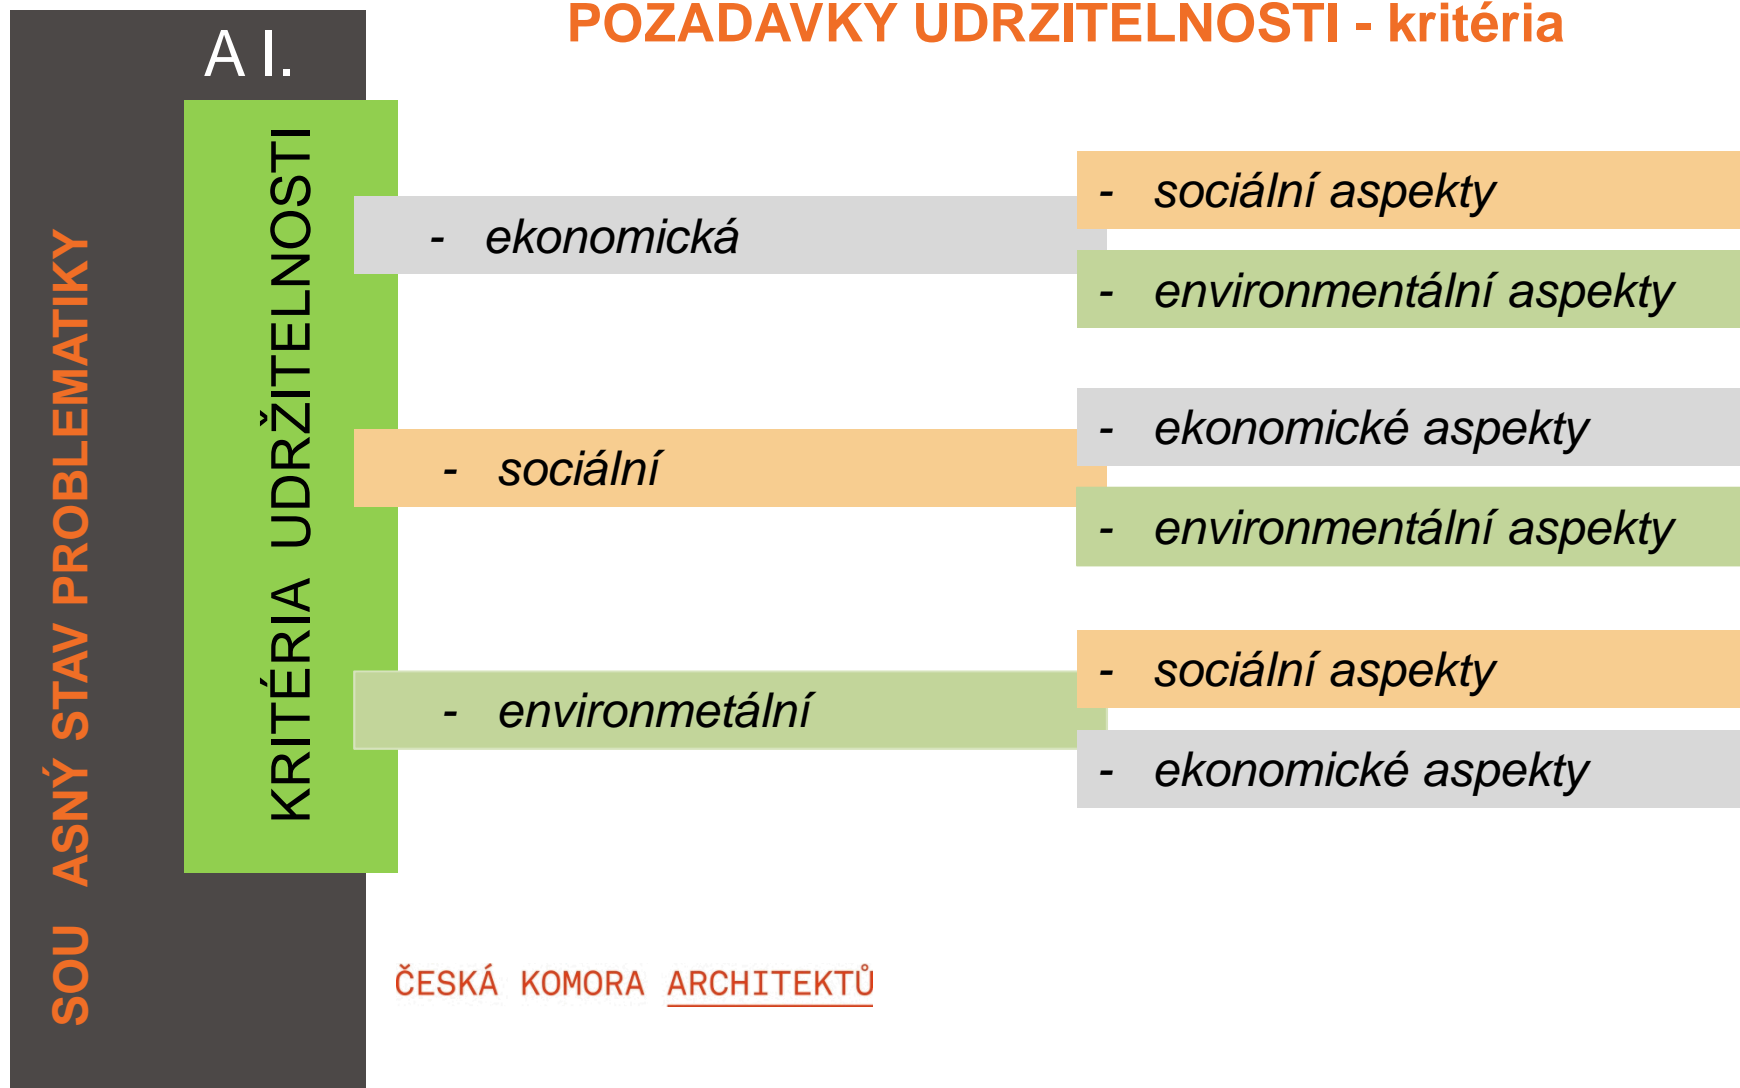 POZADAVKY UDRZITELNOSTI - kritéria
A I.
SOU ASNÝ STAV PROBLEMATIKY
KRITÉRIA UDRŽITELNOSTI
- ekonomická
- sociální aspekty
- environmentální aspekty
- sociální
- ekonomické aspekty
- environmentální aspekty
- environmetální
- sociální aspekty
- ekonomické aspekty
ČESKÁ KOMORA ARCHITEKTŮ